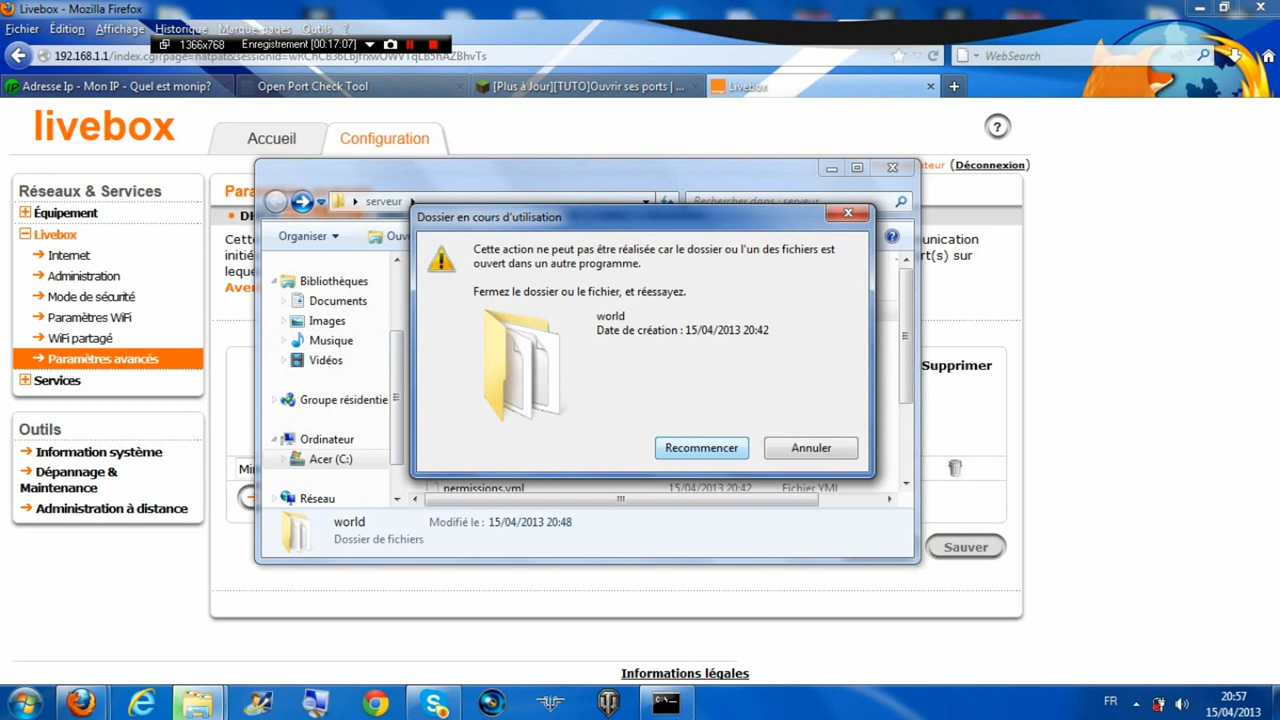 Livebox - Mozilla Firefox
Fichier Édition Affichage Historique Marque-pages Outils ?
1366x768 Enregistrement [00:17:07]
WebSearch
Adresse Ip - Mon IP - Quel est monip?
Open Port Check Tool
[Plus à Jour][TUTO]Ouvrir ses ports | ...
Livebox
livebox
Accueil
Configuration
?
(Déconnexion)
Réseaux & Services
Équipement
Livebox
Internet
Administration
Mode de sécurité
Paramètres WiFi
WiFi partagé
Paramètres avancés
Services
Outils
Information système
Dépannage &
Maintenance
Administration à distance
serveur
Rechercher dans : serveur
Organiser
Bibliothèques
Documents
Images
Musique
Vidéos
Groupe résidentie
Ordinateur
Acer (C:)
Réseau
Dossier en cours d'utilisation
Cette action ne peut pas être réalisée car le dossier ou l'un des fichiers est
ouvert dans un autre programme.
Fermez le dossier ou le fichier, et réessayez.
world
Date de création : 15/04/2013 20:42
Recommencer
Annuler
permissions.yml 15/04/2013 20:42 Fichier YML
world Modifié le : 15/04/2013 20:48
Dossier de fichiers
Supprimer
Sauver
Informations légales
FR
20:57
15/04/2013